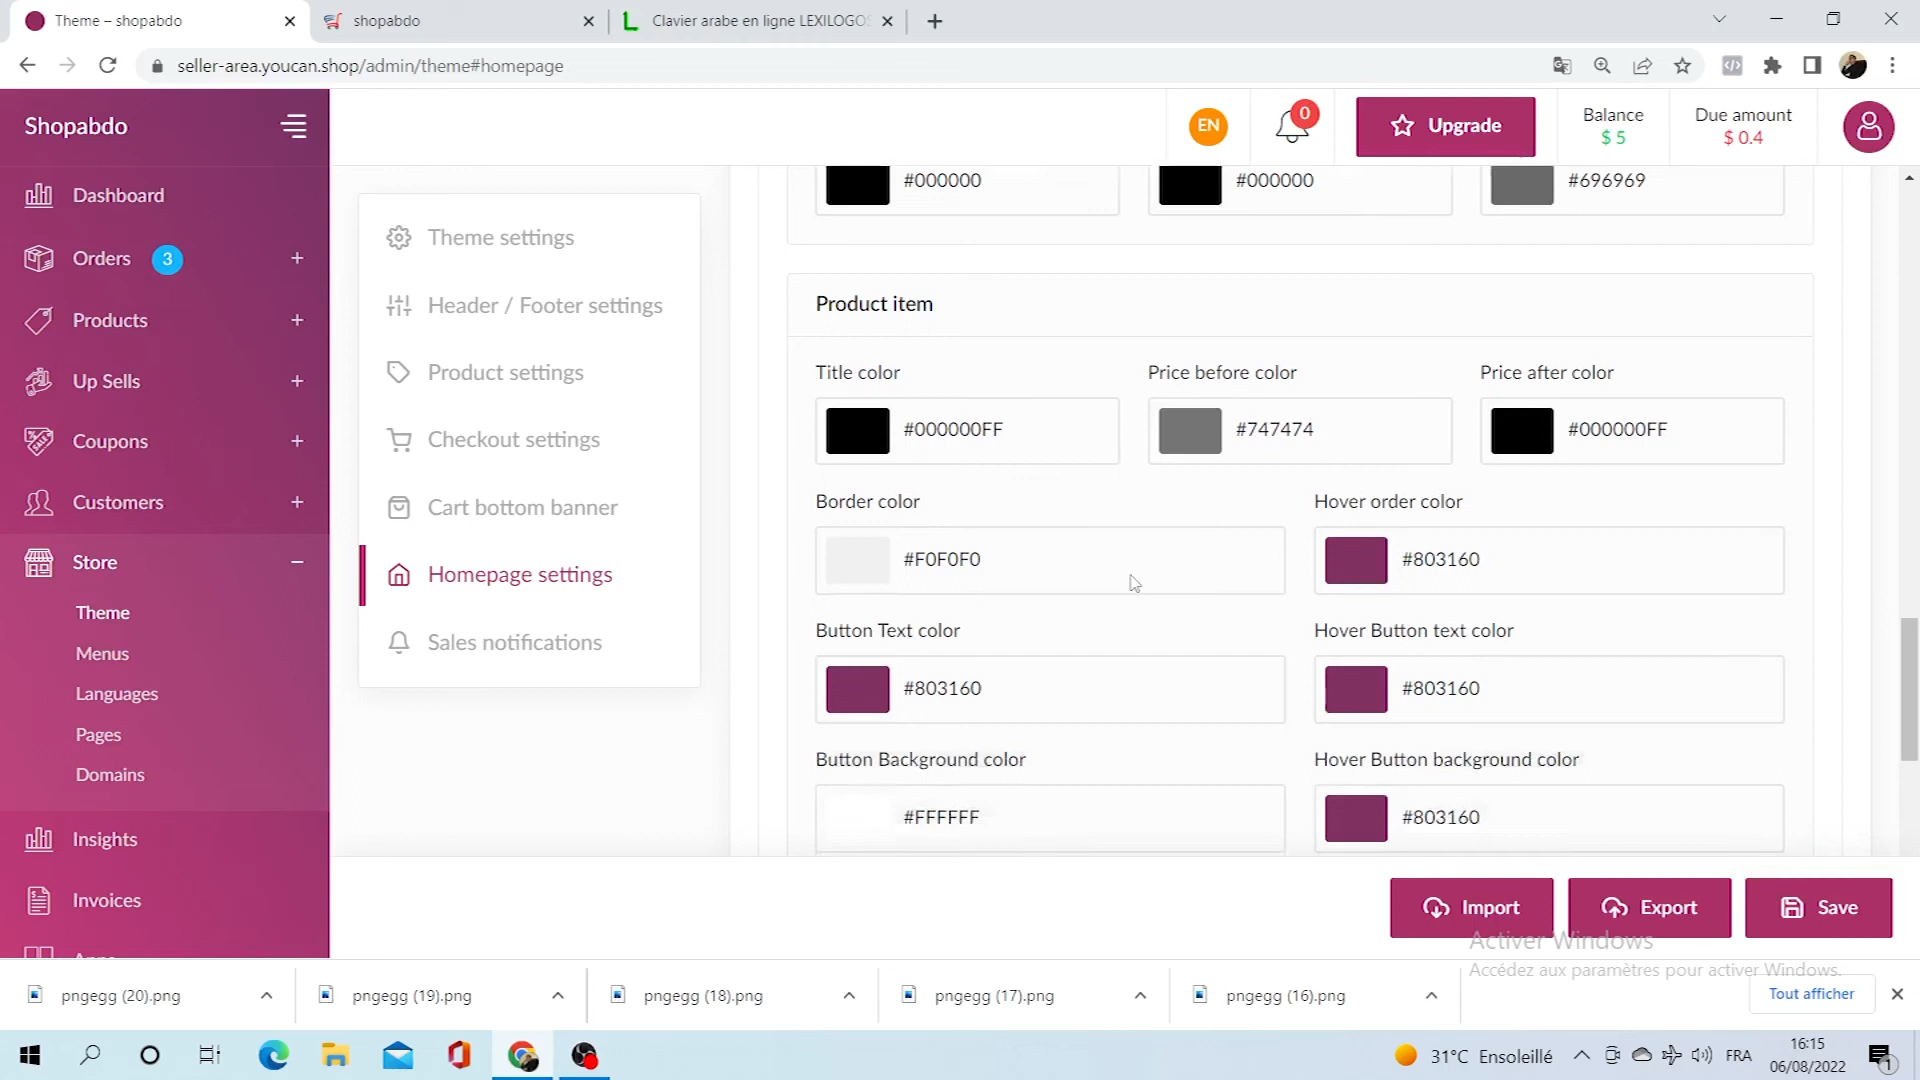 Theme – shopabdo
shopabdo
Clavier arabe en ligne LEXILOGOS
seller-area.youcan.shop/admin/theme#homepage
Shopabdo
EN
0
Upgrade
Balance
$ 5
Due amount
$ 0.4
Dashboard
Orders
3
Products
Up Sells
Coupons
Customers
Store
Theme
Menus
Languages
Pages
Domains
Insights
Invoices
Theme settings
Header / Footer settings
Product settings
Checkout settings
Cart bottom banner
Homepage settings
Sales notifications
#000000
#000000
#696969
Product item
Title color
Price before color
Price after color
#000000FF
#747474
#000000FF
Border color
Hover order color
#F0F0F0
#803160
Button Text color
Hover Button text color
#803160
#803160
Button Background color
Hover Button background color
#FFFFFF
#803160
Import
Export
Save
Activer Windows
Accédez aux paramètres pour activer Windows.
pngegg (20).png
pngegg (19).png
pngegg (18).png
pngegg (17).png
pngegg (16).png
Tout afficher
31°C Ensoleillé
FRA
16:15
06/08/2022
1